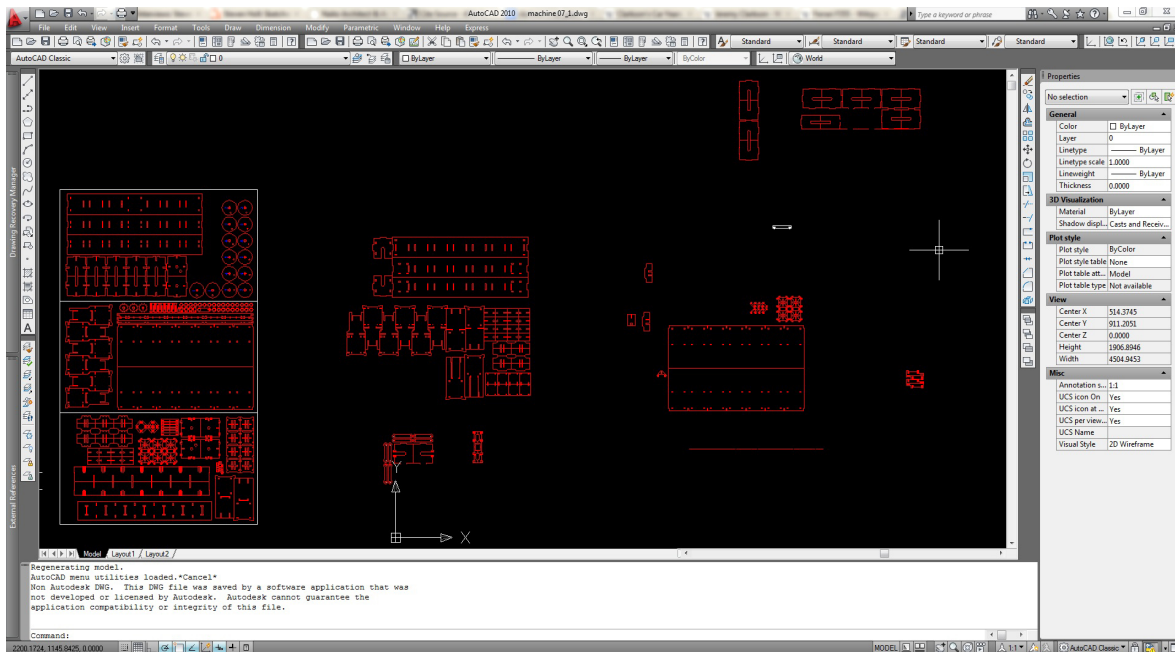 AutoCAD 2010 machine 07_1.dwg
Type a keyword or phrase
File Edit View Insert Format Tools Draw Dimension Modify Parametric Window Help Express
Standard Standard Standard Standard
AutoCAD Classic 0 ByLayer ByLayer ByLayer ByColor World
Properties
No selection
General
Color ByLayer
Layer 0
Linetype ByLayer
Linetype scale 1.0000
Lineweight ByLayer
Thickness 0.0000
3D Visualization
Material ByLayer
Shadow displ... Casts and Receiv...
Plot style
Plot style ByColor
Plot style table None
Plot table att... Model
Plot table type Not available
View
Center X 514.3745
Center Y 911.2051
Center Z 0.0000
Height 1906.8946
Width 4504.9453
Misc
Annotation s... 1:1
UCS icon On Yes
UCS icon at ... Yes
UCS per view... Yes
UCS Name
Visual Style 2D Wireframe
Drawing Recovery Manager
External References
A
Y
X
Model Layout1 Layout2
Regenerating model.
AutoCAD menu utilities loaded.*Cancel*
Non Autodesk DWG. This DWG file was saved by a software application that was
not developed or licensed by Autodesk. Autodesk cannot guarantee the
application compatibility or integrity of this file.
Command:
2200.1724, 1145.8425, 0.0000 MODEL 1:1 AutoCAD Classic